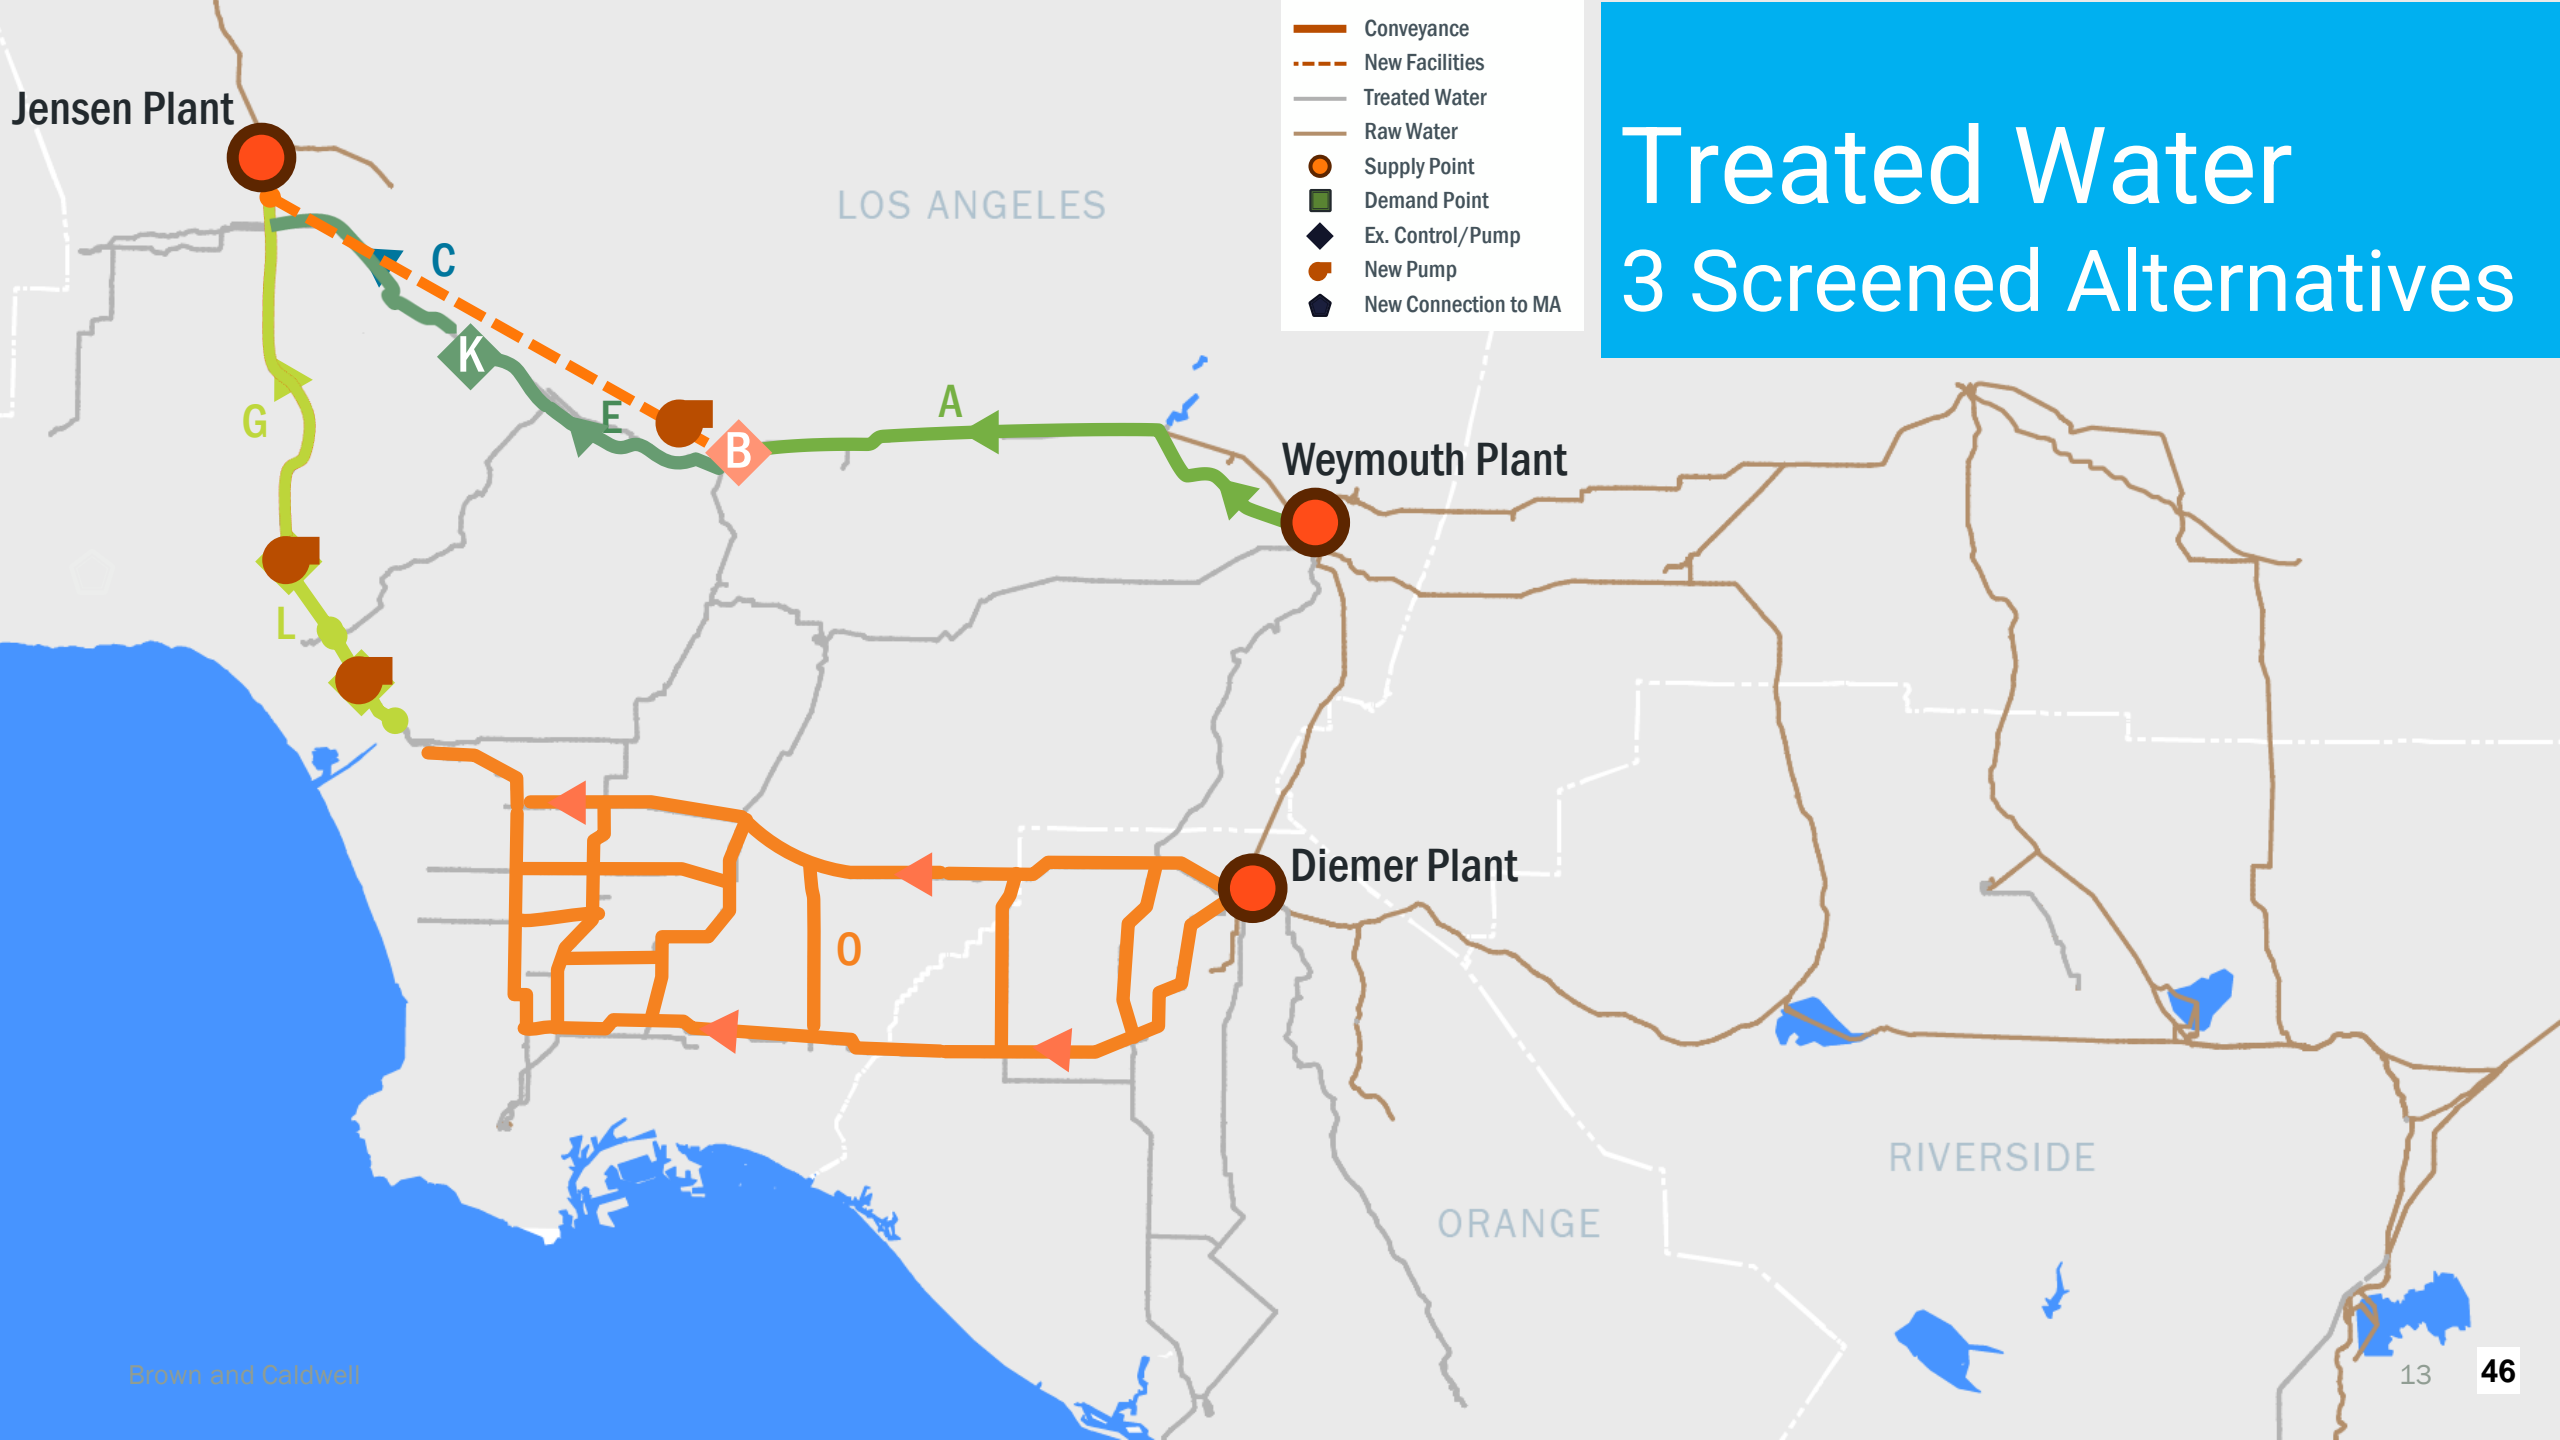 Conveyance
New Facilities
Treated Water
Raw Water
Supply Point
Demand Point
Ex. Control/Pump
New Pump
New Connection to MA
Treated Water
3 Screened Alternatives
Jensen Plant
LOS ANGELES
C
K
E
B
A
G
Weymouth Plant
L
Diemer Plant
O
RIVERSIDE
ORANGE
Brown and Caldwell
13
46